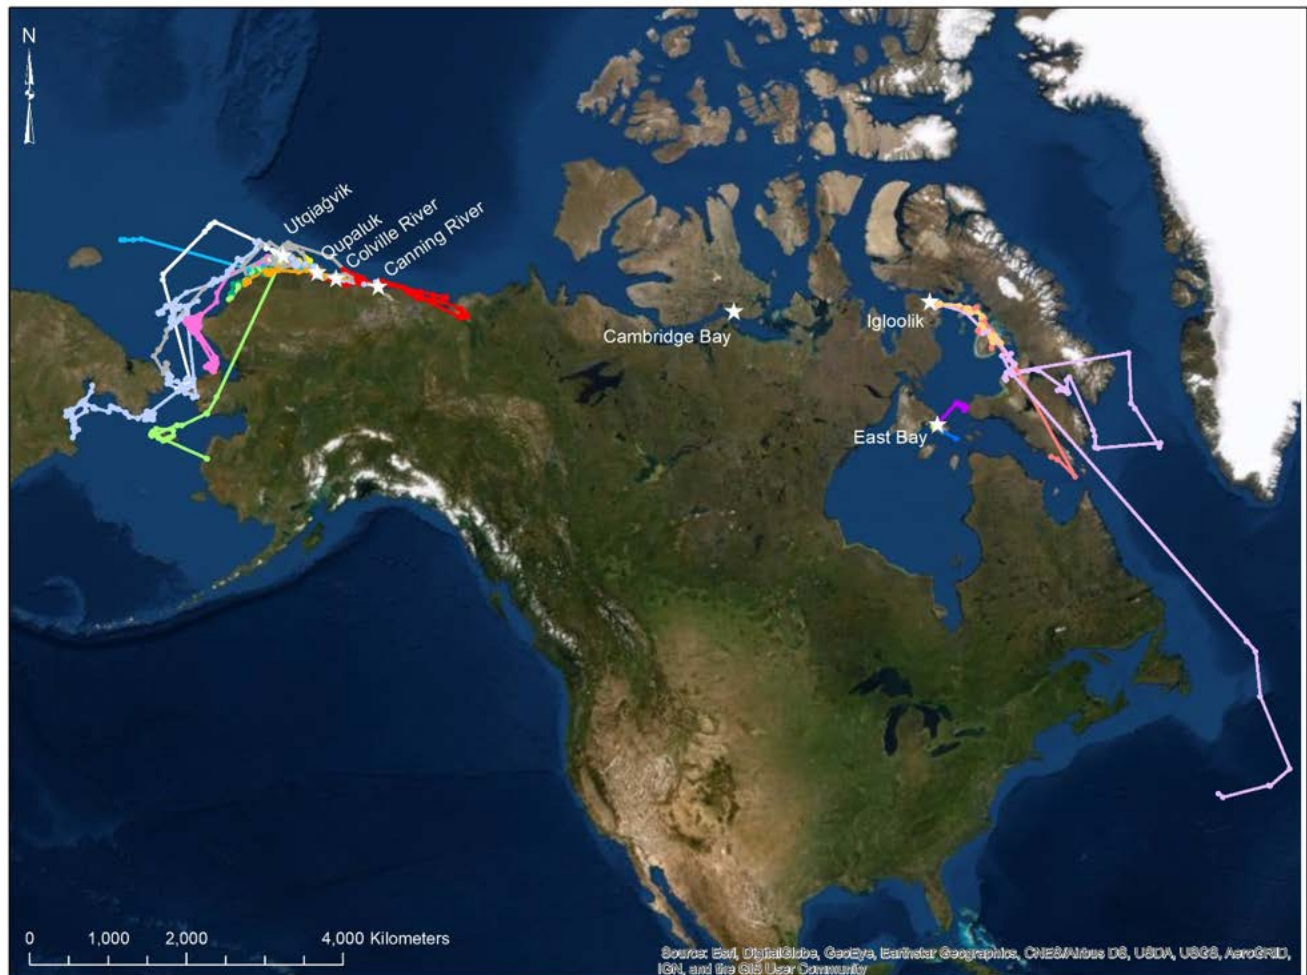 N
Utqiaġvik
Qupaluk
Colville River
Canning River
Cambridge Bay
Igloolik
East Bay
0 1,000 2,000 4,000 Kilometers
Source: Esri, DigitalGlobe, GeoEye, Earthstar Geographics, CNES/Airbus DS, USDA, USGS, AeroGRID,
IGN, and the GIS User Community